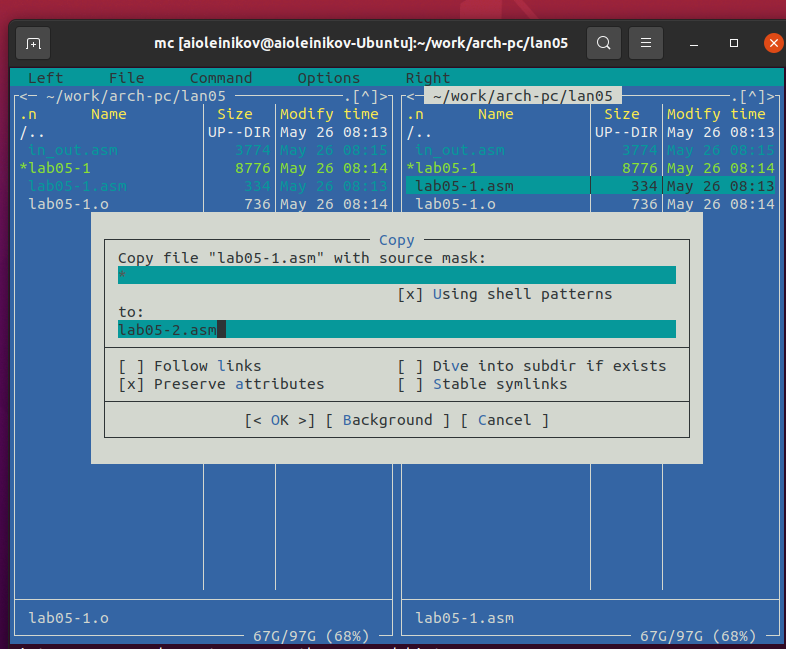 mc [aioleinikov@aioleinikov-Ubuntu]:~/work/arch-pc/lan05
Left File Command Options Right
<─ ~/work/arch-pc/lan05 .[^]>
.n Name Size Modify time
/.. UP--DIR May 26 08:13
in_out.asm 3774 May 26 08:15
*lab05-1 8776 May 26 08:14
lab05-1.asm 334 May 26 08:13
lab05-1.o 736 May 26 08:14
<─ ~/work/arch-pc/lan05 .[^]>
.n Name Size Modify time
/.. UP--DIR May 26 08:13
in_out.asm 3774 May 26 08:15
*lab05-1 8776 May 26 08:14
lab05-1.asm 334 May 26 08:13
lab05-1.o 736 May 26 08:14
Copy
Copy file "lab05-1.asm" with source mask:
*
[x] Using shell patterns
to:
lab05-2.asm
[ ] Follow links [ ] Dive into subdir if exists
[x] Preserve attributes [ ] Stable symlinks
[< OK >] [ Background ] [ Cancel ]
lab05-1.o
67G/97G (68%)
lab05-1.asm
67G/97G (68%)